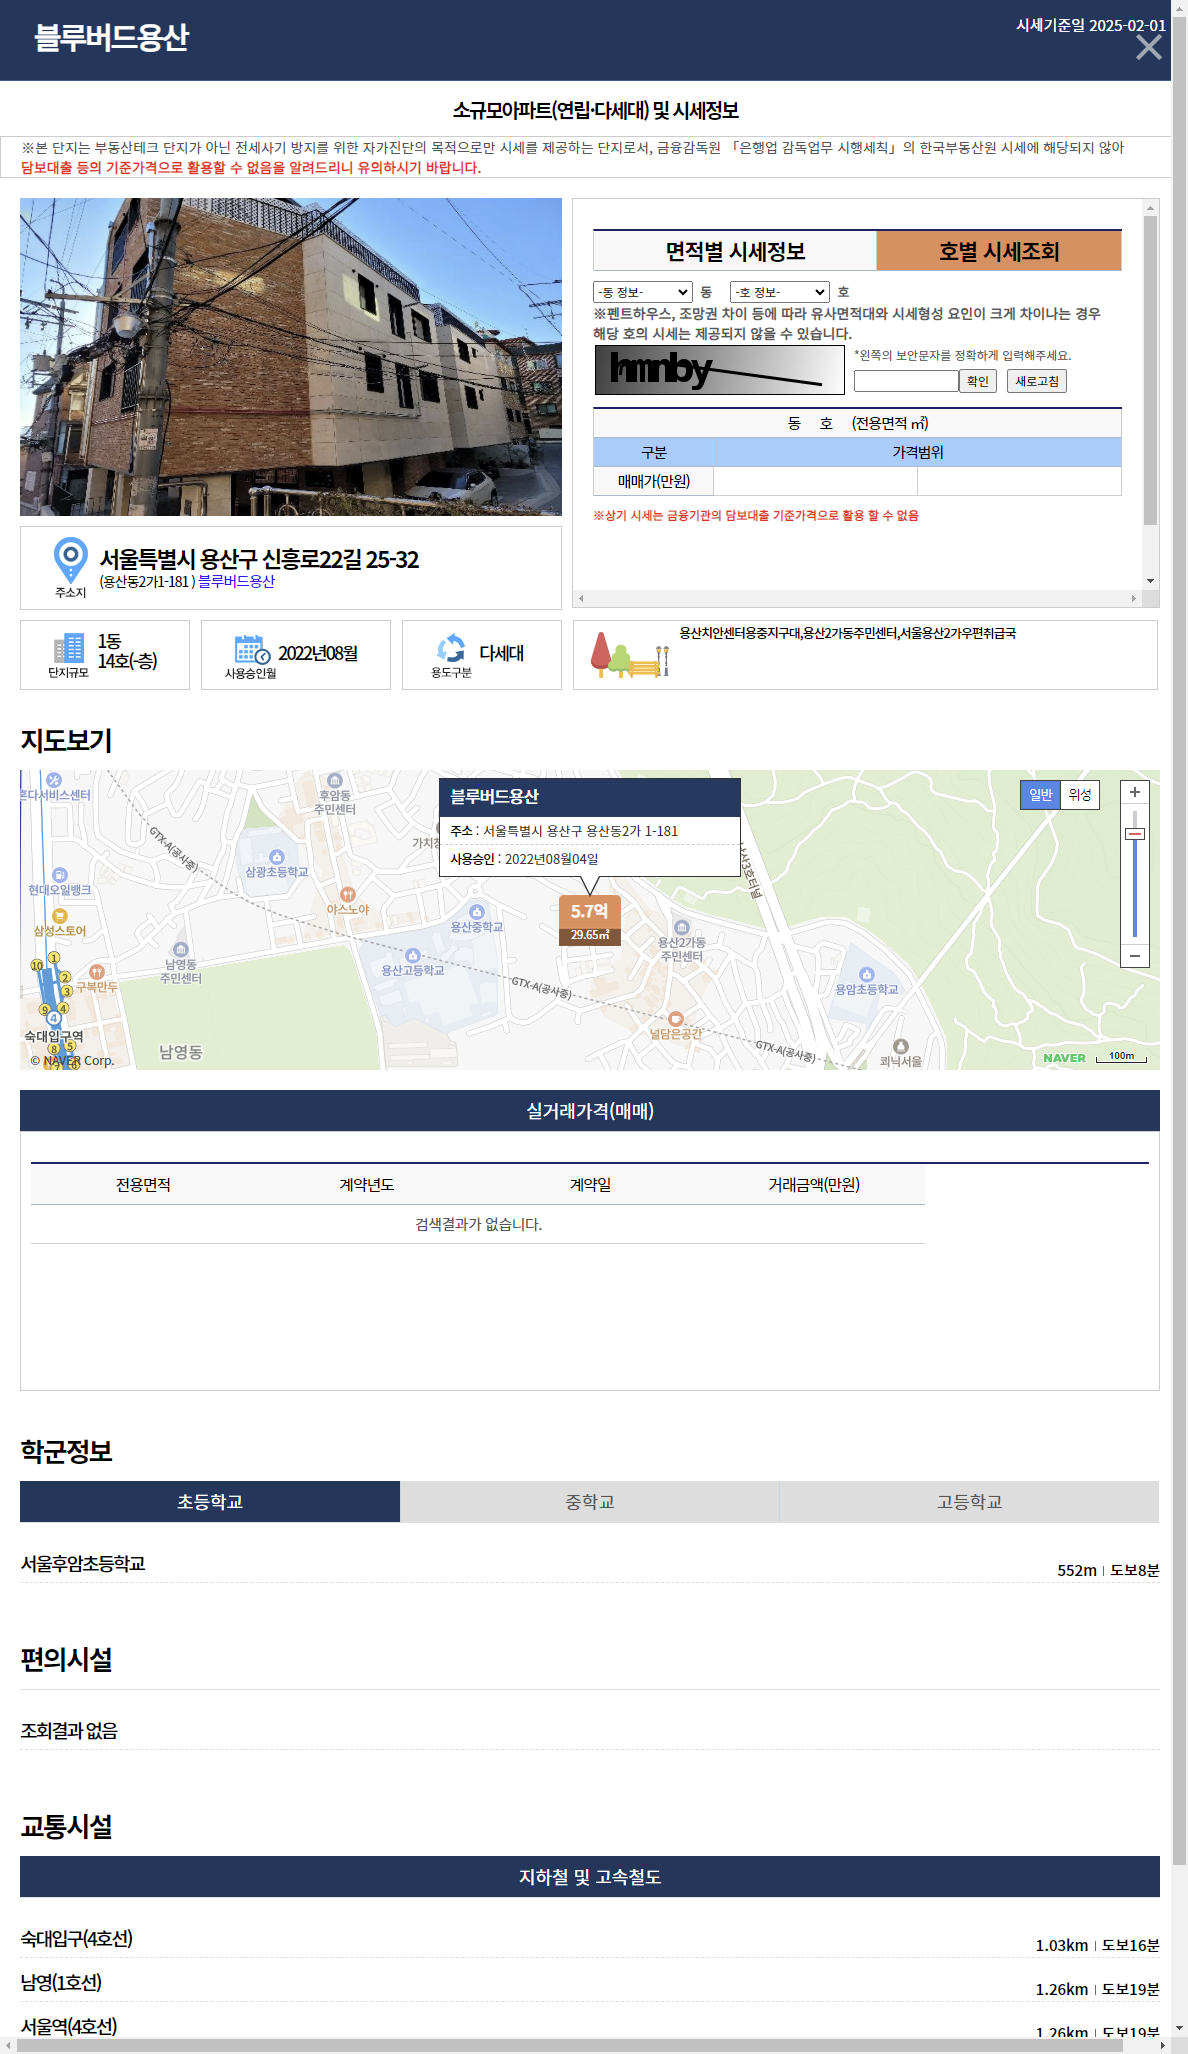 블루버드용산
시세기준일 2025-02-01
소규모아파트(연립·다세대) 및 시세정보
※본 단지는 부동산테크 단지가 아닌 전세사기 방지를 위한 자가진단의 목적으로만 시세를 제공하는 단지로서, 금융감독원 「은행업 감독업무 시행세칙」의 한국부동산원 시세에 해당되지 않아
담보대출 등의 기준가격으로 활용할 수 없음을 알려드리니 유의하시기 바랍니다.
면적별 시세정보 호별 시세조회
-동 정보- 동 -호 정보- 호
※펜트하우스, 조망권 차이 등에 따라 유사면적대와 시세형성 요인이 크게 차이나는 경우
해당 호의 시세는 제공되지 않을 수 있습니다.
*왼쪽의 보안문자를 정확하게 입력해주세요.
확인 새로고침
동 호 (전용면적 ㎡)
구분 가격범위
매매가(만원)
※상기 시세는 금융기관의 담보대출 기준가격으로 활용 할 수 없음
주소지
서울특별시 용산구 신흥로22길 25-32
(용산동2가1-181 ) 블루버드용산
단지규모
1동
14호(-층)
사용승인월
2022년08월
용도구분
다세대
용산치안센터용중지구대,용산2가동주민센터,서울용산2가우편취급국
지도보기
혼다서비스센터
후암동
주민센터
가치창
GTX-A(공사중)
삼광초등학교
현대오일뱅크
야스노야
삼성스토어
용산중학교
남영동
주민센터
구복만두
용산고등학교
GTX-A(공사중)
숙대입구역
남영동
© NAVER Corp.
블루버드용산
주소 : 서울특별시 용산구 용산동2가 1-181
사용승인 : 2022년08월04일
5.7억
29.65㎡
남산3호터널
용산2가동
주민센터
용암초등학교
널담은공간
GTX-A(공사중)
쾨닉서울
일반 위성
NAVER 100m
실거래가격(매매)
전용면적 계약년도 계약일 거래금액(만원)
검색결과가 없습니다.
학군정보
초등학교 중학교 고등학교
서울후암초등학교 552m 도보8분
편의시설
조회결과 없음
교통시설
지하철 및 고속철도
숙대입구(4호선) 1.03km 도보16분
남영(1호선) 1.26km 도보19분
서울역(4호선) 1.26km 도보19분